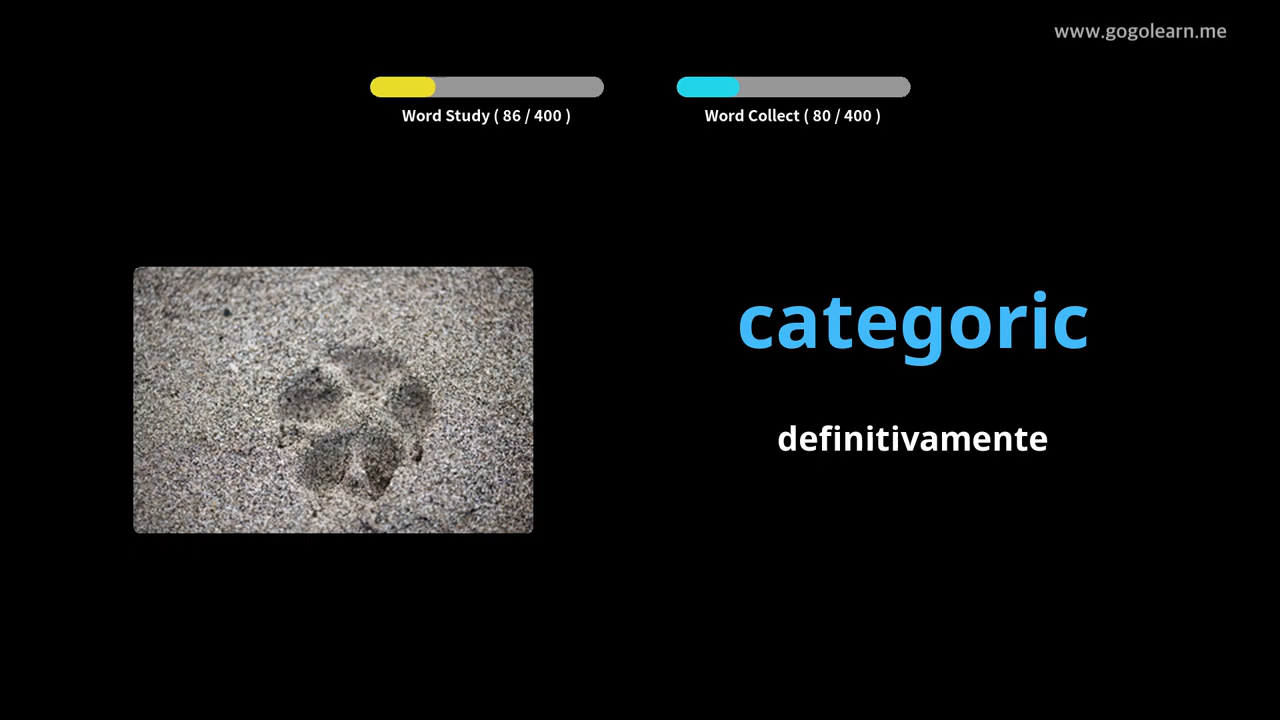 www.gogolearn.me
Word Study ( 86 / 400 )
Word Collect ( 80 / 400 )
categoric
definitivamente